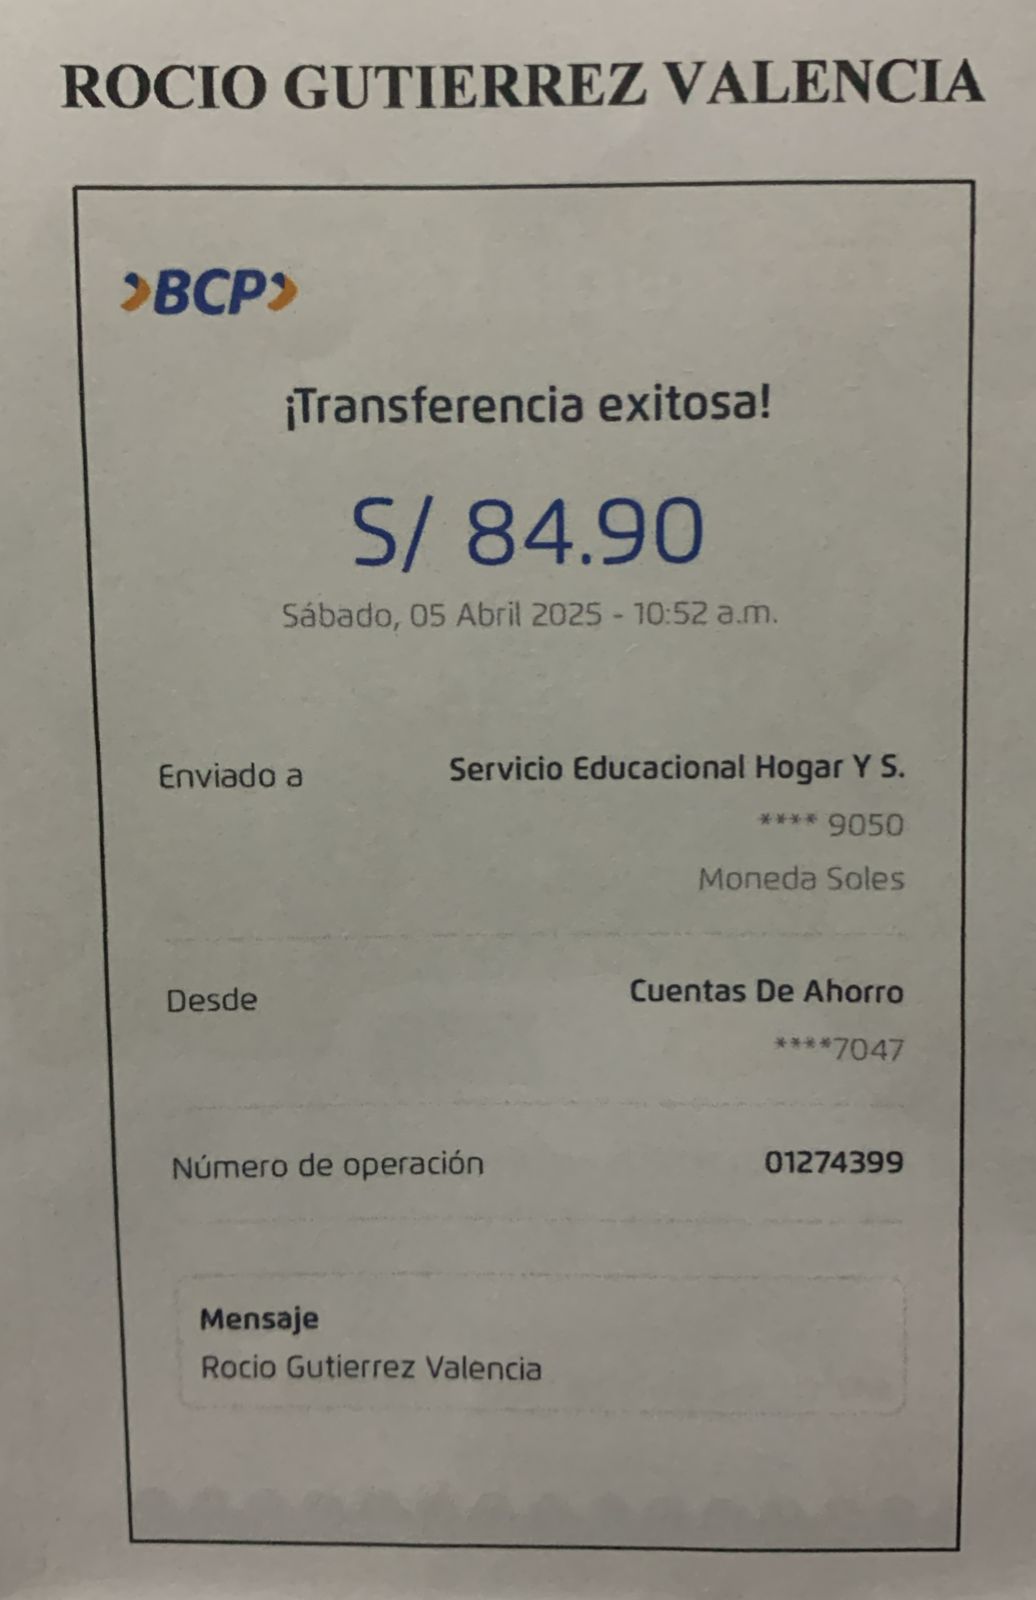 ROCIO GUTIERREZ VALENCIA
BCP
¡Transferencia exitosa!
S/ 84.90
Sábado, 05 Abril 2025 - 10:52 a.m.
Enviado a Servicio Educacional Hogar Y S.
**** 9050
Moneda Soles
Desde Cuentas De Ahorro
****7047
Número de operación 01274399
Mensaje
Rocio Gutierrez Valencia